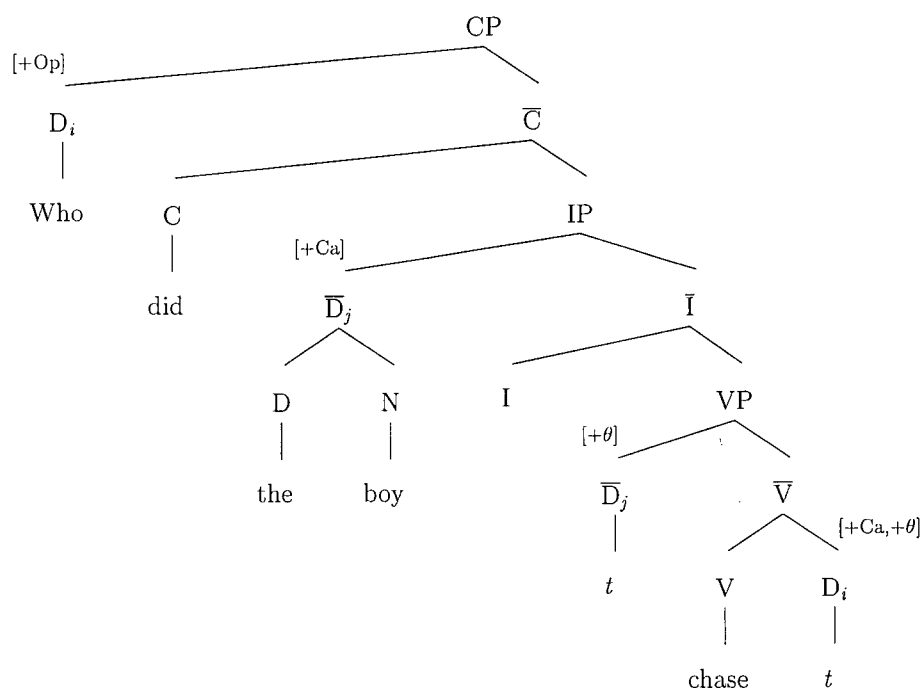 CP
[+Op]
D_i C̅
Who C IP
[+Ca]
did D̅_j I̅
D N I VP
[+θ]
the boy D̅_j V̅
[+Ca,+θ]
t V D_i
chase t